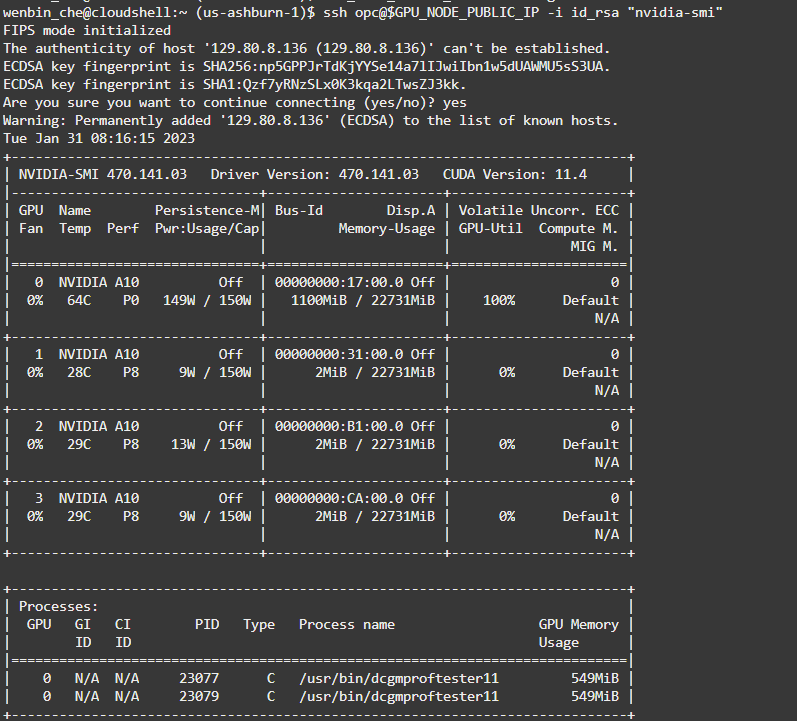 wenbin_che@cloudshell:~ (us-ashburn-1)$ ssh opc@$GPU_NODE_PUBLIC_IP -i id_rsa "nvidia-smi"
FIPS mode initialized
The authenticity of host '129.80.8.136 (129.80.8.136)' can't be established.
ECDSA key fingerprint is SHA256:np5GPPJrTdKjYYSe14a7lIJwiIbn1w5dUAWMU5sS3UA.
ECDSA key fingerprint is SHA1:Qzf7yRNzSLx0K3kqa2LTwsZJ3kk.
Are you sure you want to continue connecting (yes/no)? yes
Warning: Permanently added '129.80.8.136' (ECDSA) to the list of known hosts.
Tue Jan 31 08:16:15 2023
+-----------------------------------------------------------------------------+
| NVIDIA-SMI 470.141.03   Driver Version: 470.141.03   CUDA Version: 11.4     |
|-------------------------------+----------------------+----------------------+
| GPU  Name        Persistence-M| Bus-Id        Disp.A | Volatile Uncorr. ECC |
| Fan  Temp  Perf  Pwr:Usage/Cap|         Memory-Usage | GPU-Util  Compute M. |
|                               |                      |               MIG M. |
|===============================+======================+======================|
|   0  NVIDIA A10          Off  | 00000000:17:00.0 Off |                    0 |
|  0%   64C    P0   149W / 150W |   1100MiB / 22731MiB |    100%      Default |
|                               |                      |                  N/A |
+-------------------------------+----------------------+----------------------+
|   1  NVIDIA A10          Off  | 00000000:31:00.0 Off |                    0 |
|  0%   28C    P8     9W / 150W |      2MiB / 22731MiB |      0%      Default |
|                               |                      |                  N/A |
+-------------------------------+----------------------+----------------------+
|   2  NVIDIA A10          Off  | 00000000:B1:00.0 Off |                    0 |
|  0%   29C    P8    13W / 150W |      2MiB / 22731MiB |      0%      Default |
|                               |                      |                  N/A |
+-------------------------------+----------------------+----------------------+
|   3  NVIDIA A10          Off  | 00000000:CA:00.0 Off |                    0 |
|  0%   29C    P8     9W / 150W |      2MiB / 22731MiB |      0%      Default |
|                               |                      |                  N/A |
+-------------------------------+----------------------+----------------------+
+-----------------------------------------------------------------------------+
| Processes:                                                                  |
|  GPU   GI   CI        PID   Type   Process name                  GPU Memory |
|        ID   ID                                                   Usage      |
|=============================================================================|
|    0   N/A  N/A     23077      C   /usr/bin/dcgmproftester11         549MiB |
|    0   N/A  N/A     23079      C   /usr/bin/dcgmproftester11         549MiB |
+-----------------------------------------------------------------------------+